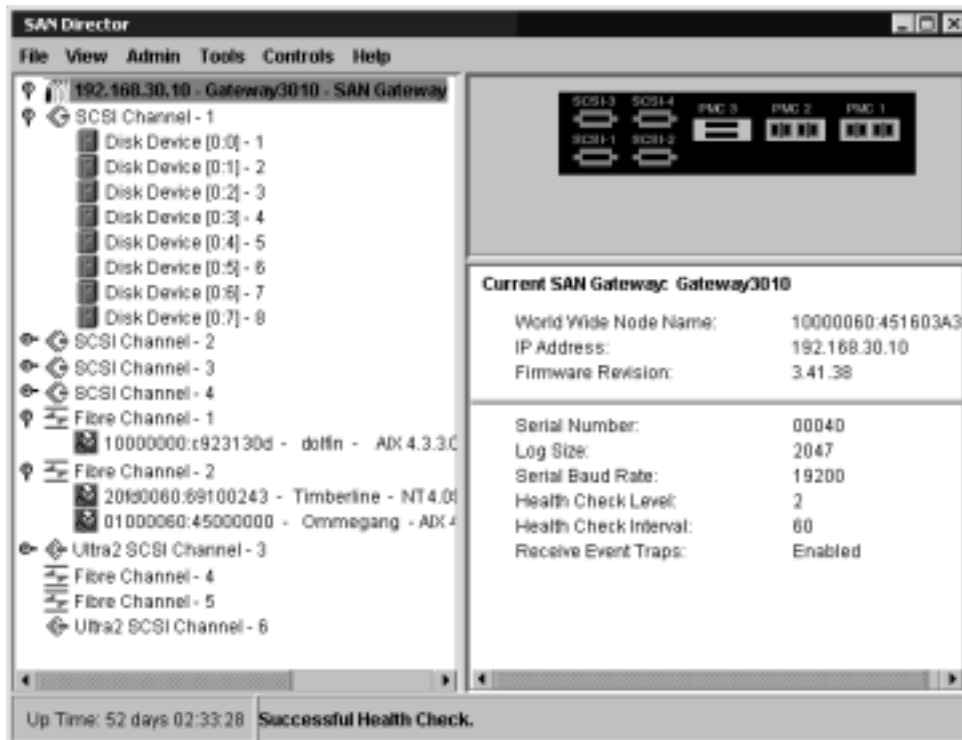 SAN Director
File View Admin Tools Controls Help
192.168.30.10 - Gateway3010 - SAN Gateway
SCSI Channel - 1
Disk Device [0:0] - 1
Disk Device [0:1] - 2
Disk Device [0:2] - 3
Disk Device [0:3] - 4
Disk Device [0:4] - 5
Disk Device [0:5] - 6
Disk Device [0:6] - 7
Disk Device [0:7] - 8
SCSI Channel - 2
SCSI Channel - 3
SCSI Channel - 4
Fibre Channel - 1
10000000:c923130d - dolfin - AIX 4.3.3.0
Fibre Channel - 2
20fd0060:69100243 - Timberline - NT 4.0
01000060:45000000 - Ommegang - AIX 4
Ultra2 SCSI Channel - 3
Fibre Channel - 4
Fibre Channel - 5
Ultra2 SCSI Channel - 6
SCSI-3 SCSI-4 PMC 3 PMC 2 PMC 1
SCSI-1 SCSI-2
Current SAN Gateway: Gateway3010
World Wide Node Name: 10000060:451603A3
IP Address: 192.168.30.10
Firmware Revision: 3.41.38
Serial Number: 00040
Log Size: 2047
Serial Baud Rate: 19200
Health Check Level: 2
Health Check Interval: 60
Receive Event Traps: Enabled
Up Time: 52 days 02:33:28 Successful Health Check.